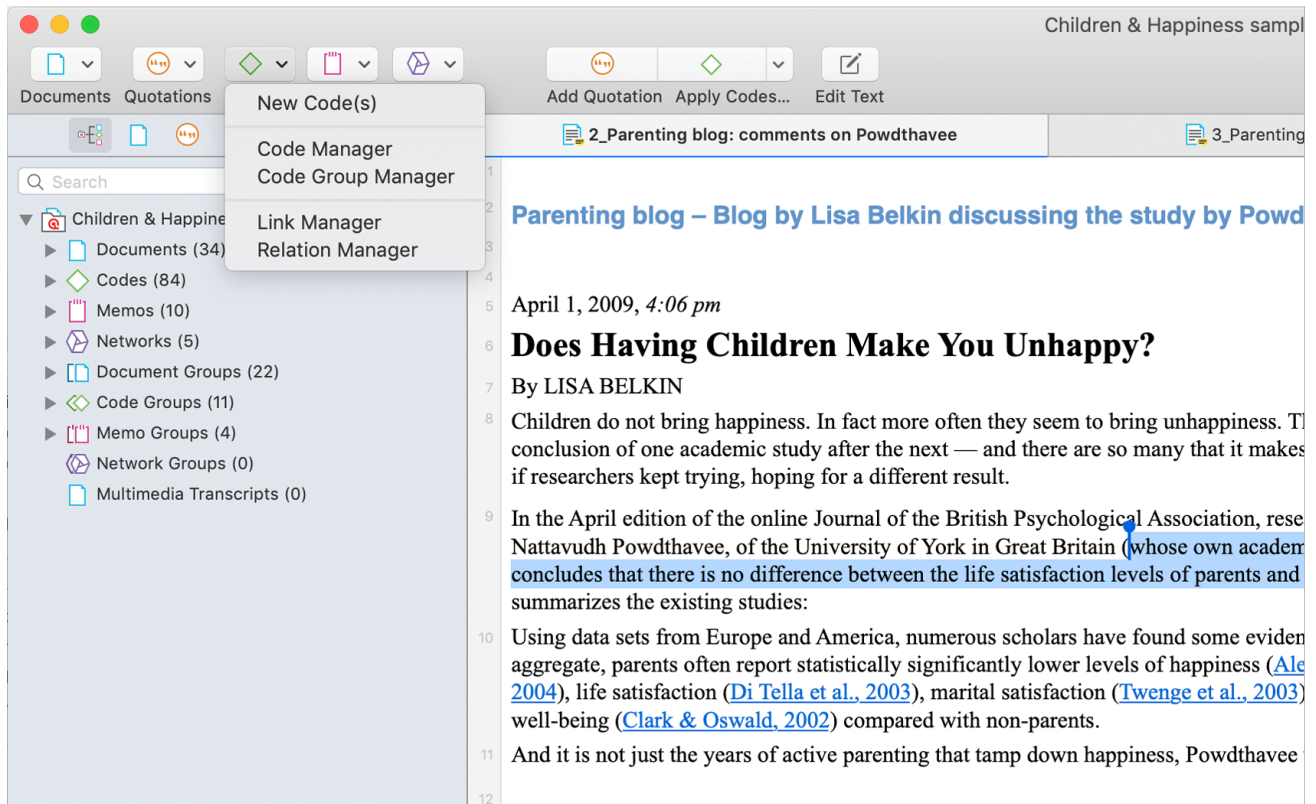 Children & Happiness sampl
Documents
Quotations
Add Quotation
Apply Codes...
Edit Text
New Code(s)
Code Manager
Code Group Manager
Link Manager
Relation Manager
2_Parenting blog: comments on Powdthavee
3_Parenting
Search
Children & Happine
Documents (34)
Codes (84)
Memos (10)
Networks (5)
Document Groups (22)
Code Groups (11)
Memo Groups (4)
Network Groups (0)
Multimedia Transcripts (0)
1
2 Parenting blog – Blog by Lisa Belkin discussing the study by Powd
3
4
5 April 1, 2009, 4:06 pm
6 Does Having Children Make You Unhappy?
7 By LISA BELKIN
8 Children do not bring happiness. In fact more often they seem to bring unhappiness. Th
conclusion of one academic study after the next — and there are so many that it makes
if researchers kept trying, hoping for a different result.
9 In the April edition of the online Journal of the British Psychological Association, rese
Nattavudh Powdthavee, of the University of York in Great Britain (whose own academ
concludes that there is no difference between the life satisfaction levels of parents and
summarizes the existing studies:
10 Using data sets from Europe and America, numerous scholars have found some eviden
aggregate, parents often report statistically significantly lower levels of happiness (Ale
2004), life satisfaction (Di Tella et al., 2003), marital satisfaction (Twenge et al., 2003)
well-being (Clark & Oswald, 2002) compared with non-parents.
11 And it is not just the years of active parenting that tamp down happiness, Powdthavee
12